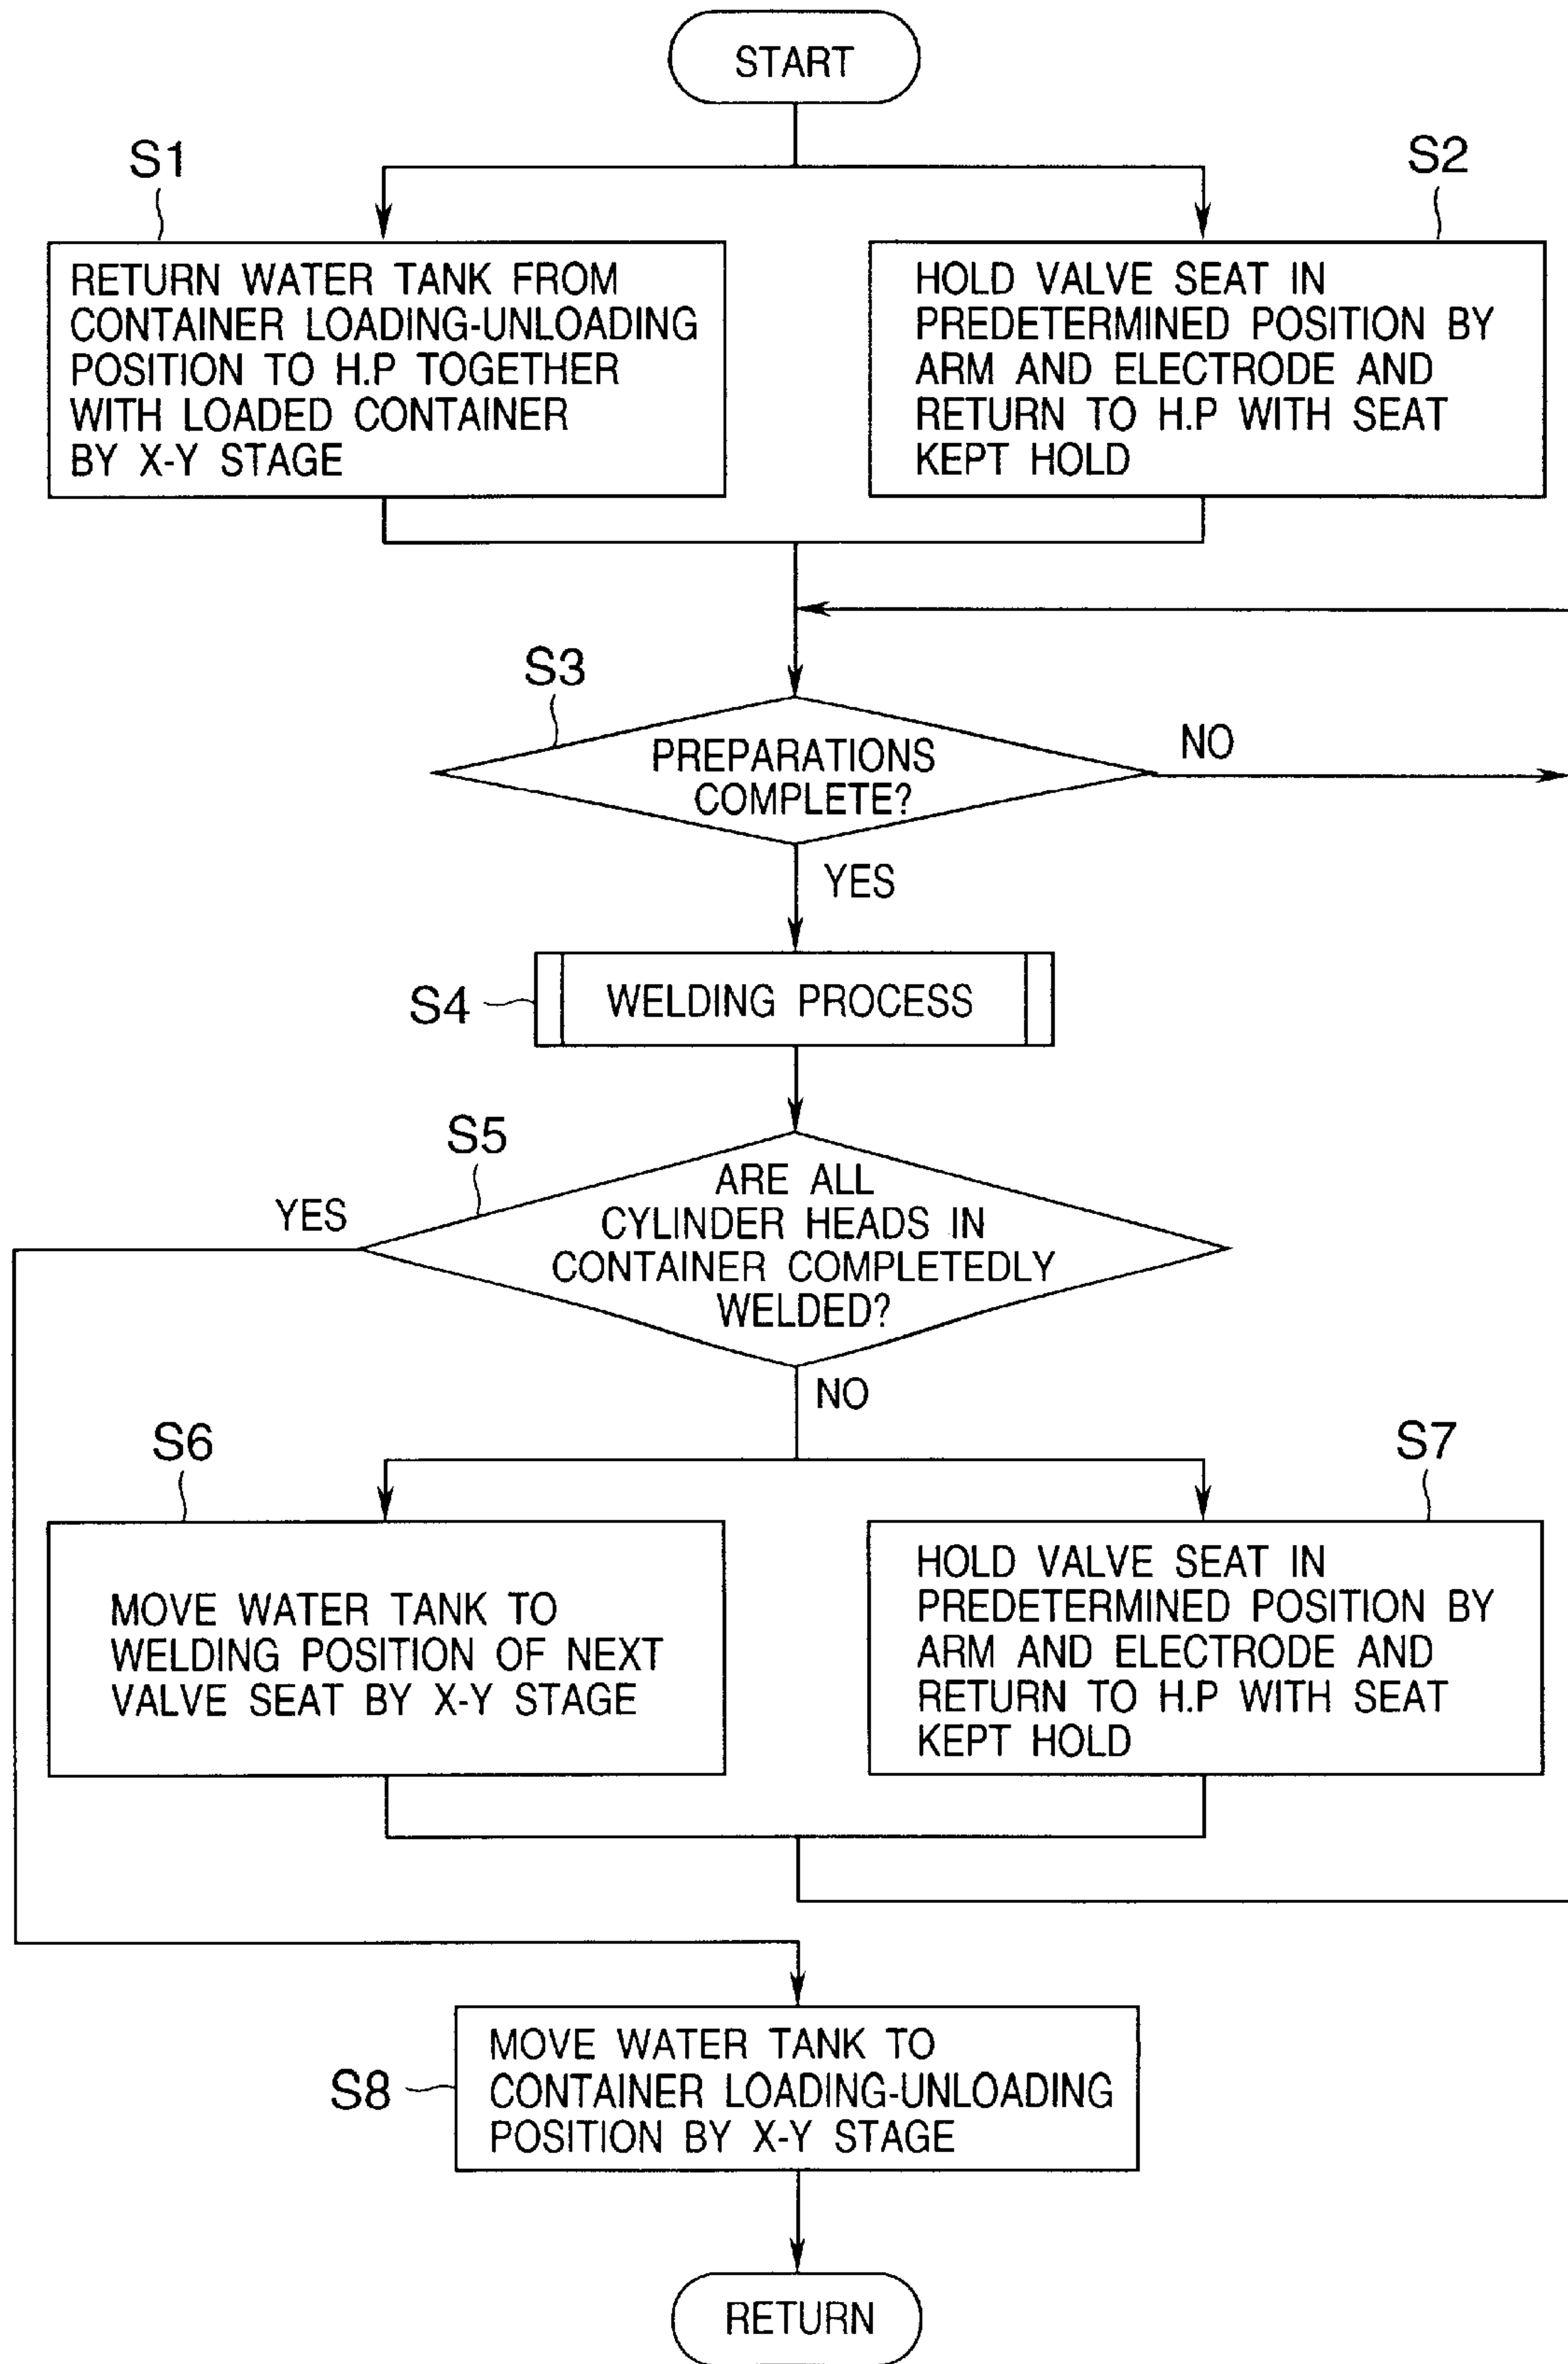 START
S1
S2
RETURN WATER TANK FROM
CONTAINER LOADING-UNLOADING
POSITION TO H.P TOGETHER
WITH LOADED CONTAINER
BY X-Y STAGE
HOLD VALVE SEAT IN
PREDETERMINED POSITION BY
ARM AND ELECTRODE AND
RETURN TO H.P WITH SEAT
KEPT HOLD
S3
PREPARATIONS
COMPLETE?
NO
YES
S4
WELDING PROCESS
S5
YES
ARE ALL
CYLINDER HEADS IN
CONTAINER COMPLETEDLY
WELDED?
NO
S6
S7
MOVE WATER TANK TO
WELDING POSITION OF NEXT
VALVE SEAT BY X-Y STAGE
HOLD VALVE SEAT IN
PREDETERMINED POSITION BY
ARM AND ELECTRODE AND
RETURN TO H.P WITH SEAT
KEPT HOLD
S8
MOVE WATER TANK TO
CONTAINER LOADING-UNLOADING
POSITION BY X-Y STAGE
RETURN